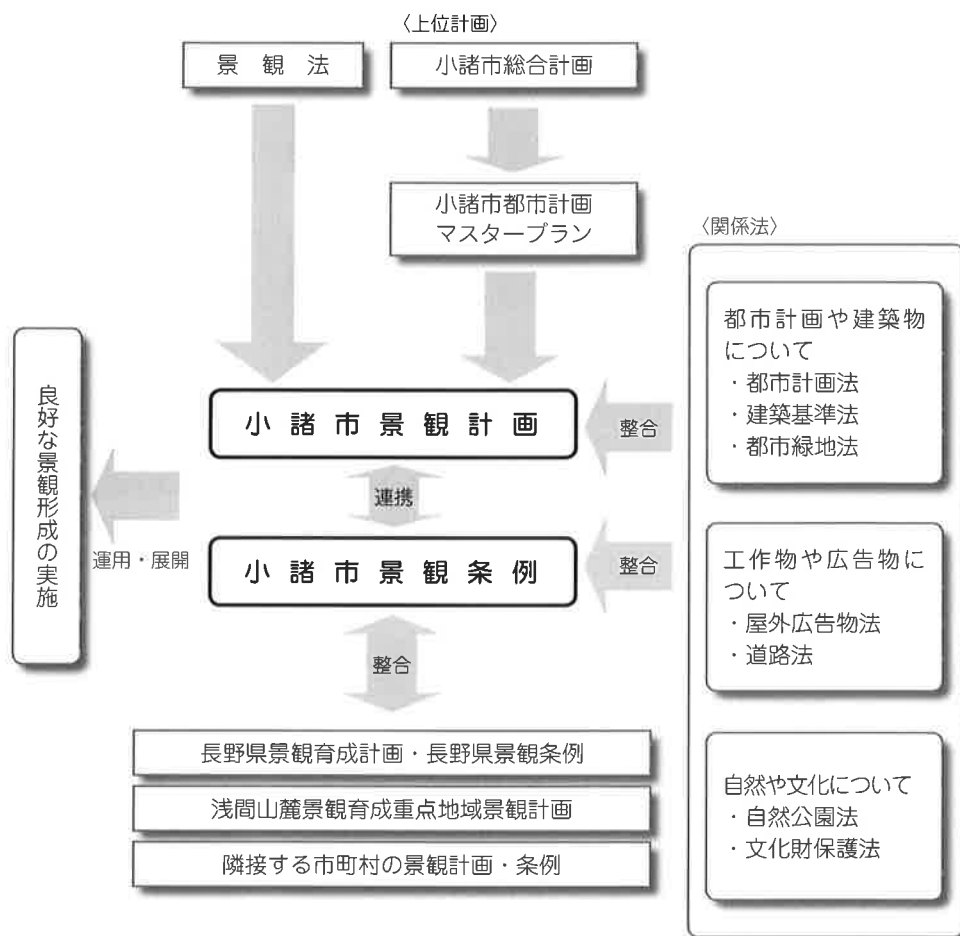 〈上位計画〉
景観法
小諸市総合計画
小諸市都市計画
マスタープラン
〈関係法〉
都市計画や建築物
について
・都市計画法
・建築基準法
・都市緑地法
小諸市景観計画
整合
連携
良好な景観形成の実施
運用・展開
小諸市景観条例
整合
工作物や広告物に
ついて
・屋外広告物法
・道路法
整合
長野県景観育成計画・長野県景観条例
浅間山麓景観育成重点地域景観計画
隣接する市町村の景観計画・条例
自然や文化について
・自然公園法
・文化財保護法